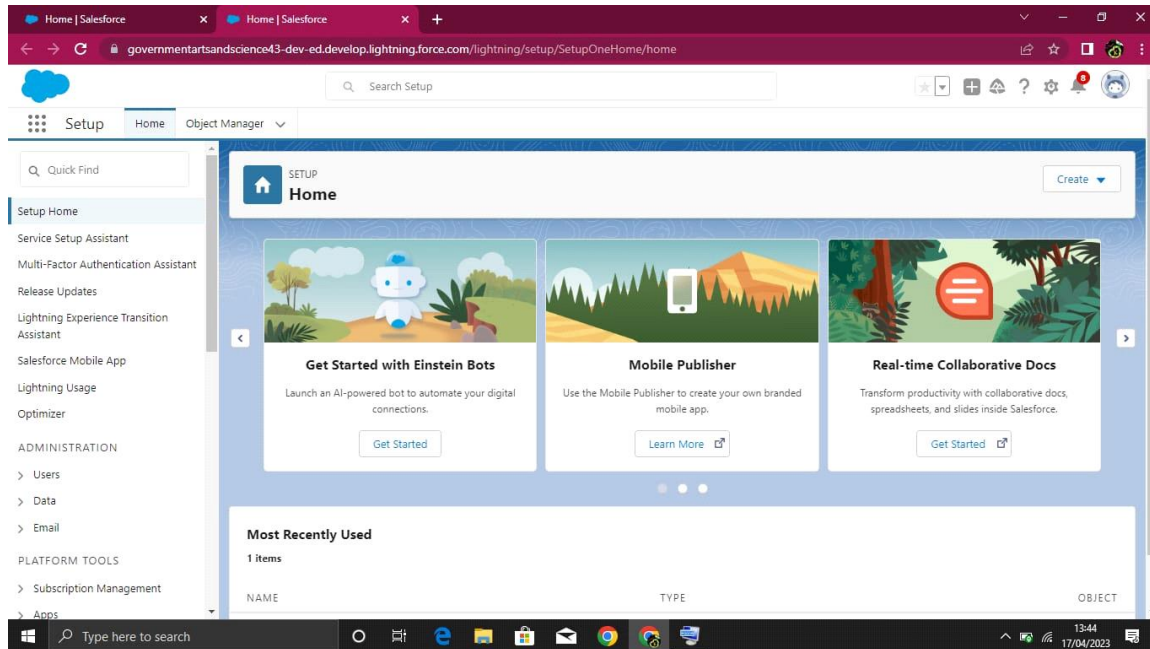 Home | Salesforce
Home | Salesforce
governmentartsandscience43-dev-ed.develop.lightning.force.com/lightning/setup/SetupOneHome/home
Search Setup
8
Setup
Home
Object Manager
Quick Find
Setup Home
Service Setup Assistant
Multi-Factor Authentication Assistant
Release Updates
Lightning Experience Transition
Assistant
Salesforce Mobile App
Lightning Usage
Optimizer
ADMINISTRATION
Users
Data
Email
PLATFORM TOOLS
Subscription Management
Apps
SETUP
Home
Create
Get Started with Einstein Bots
Launch an AI-powered bot to automate your digital
connections.
Get Started
Mobile Publisher
Use the Mobile Publisher to create your own branded
mobile app.
Learn More
Real-time Collaborative Docs
Transform productivity with collaborative docs,
spreadsheets, and slides inside Salesforce.
Get Started
Most Recently Used
1 items
NAME TYPE OBJECT
Type here to search
13:44
17/04/2023